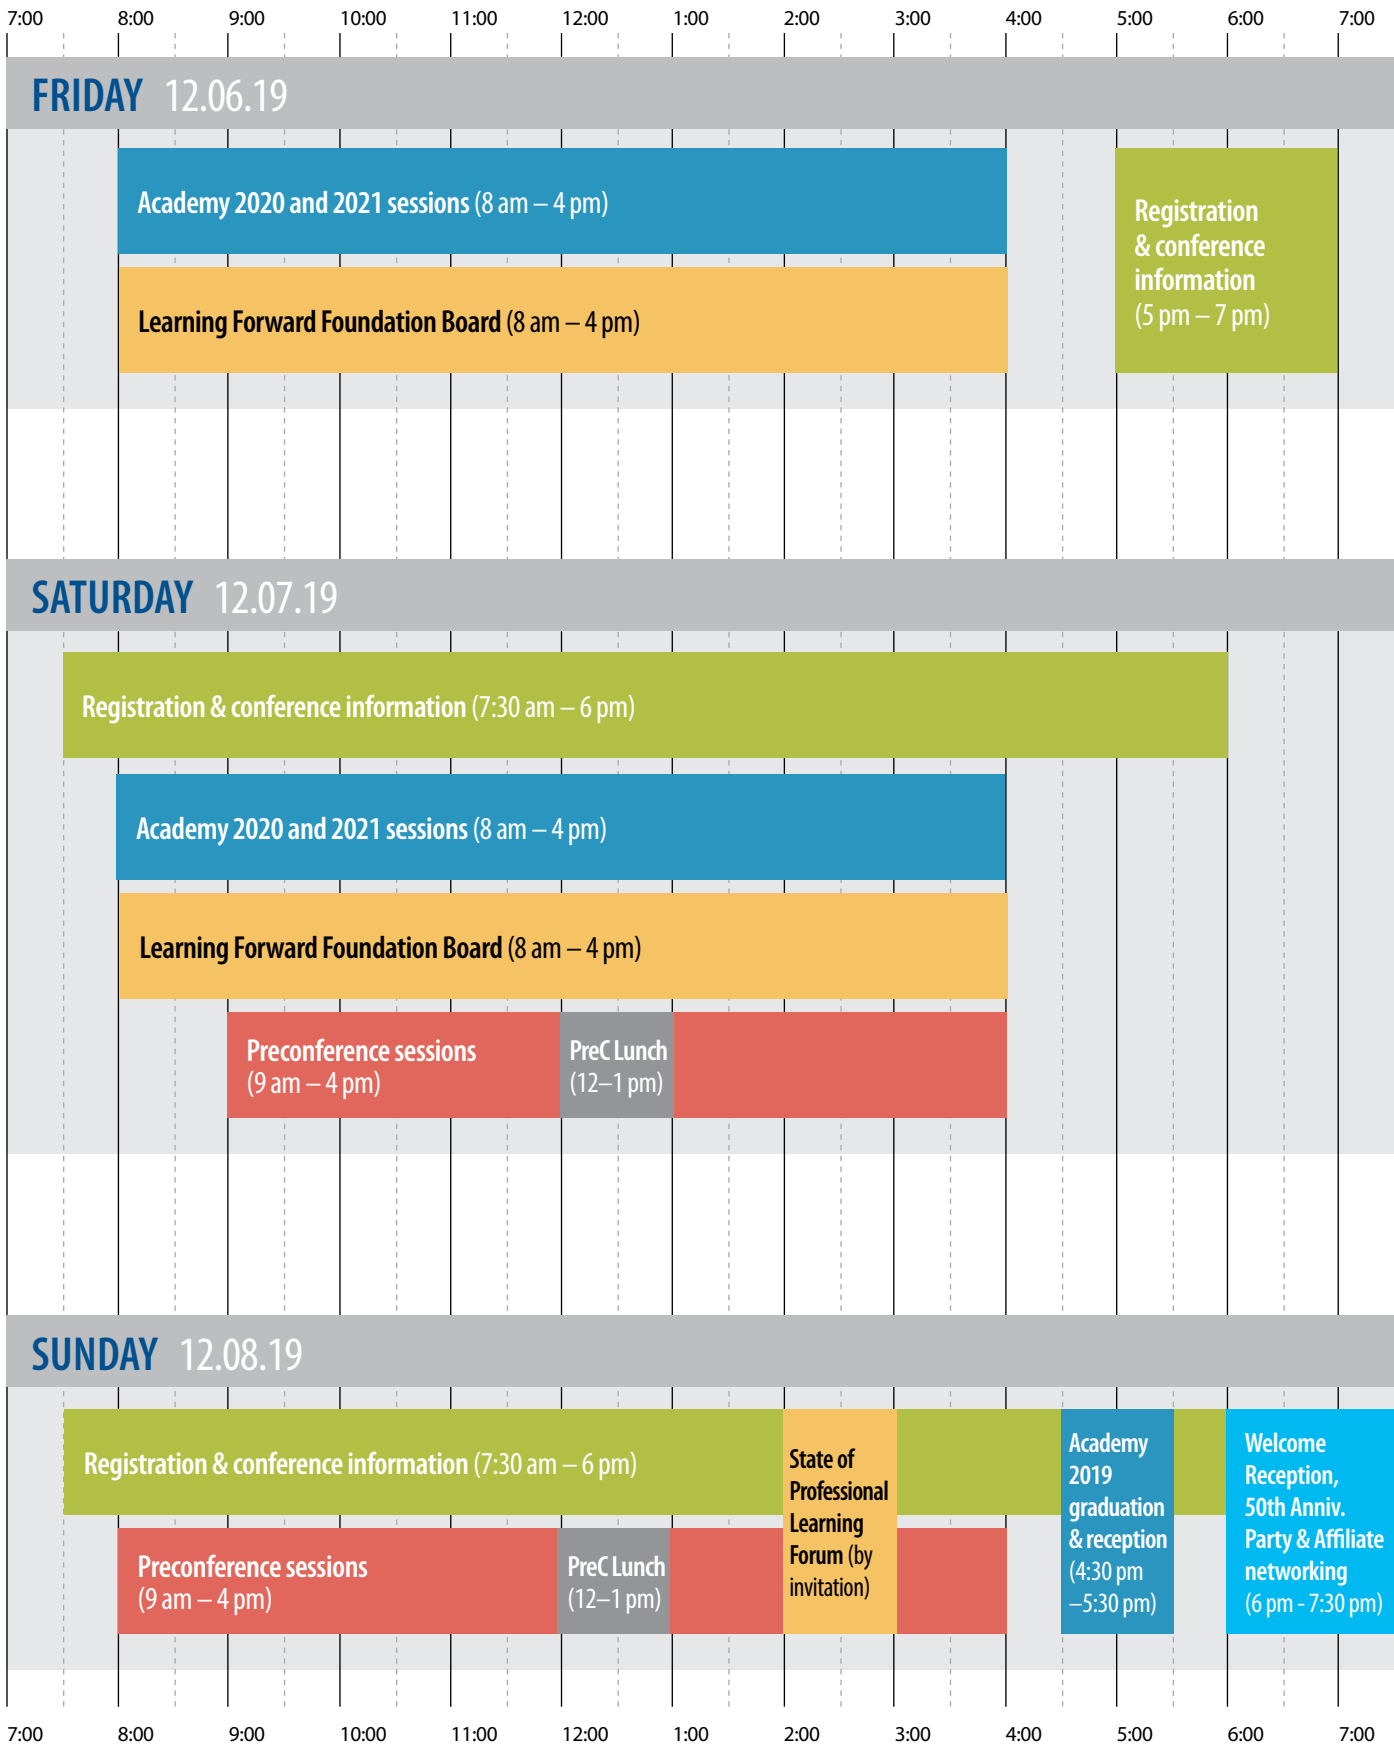 7:00 8:00 9:00 10:00 11:00 12:00 1:00 2:00 3:00 4:00 5:00 6:00 7:00
FRIDAY 12.06.19
Academy 2020 and 2021 sessions (8 am – 4 pm)
Learning Forward Foundation Board (8 am – 4 pm)
Registration
& conference
information
(5 pm – 7 pm)
SATURDAY 12.07.19
Registration & conference information (7:30 am – 6 pm)
Academy 2020 and 2021 sessions (8 am – 4 pm)
Learning Forward Foundation Board (8 am – 4 pm)
Preconference sessions
(9 am – 4 pm)
PreC Lunch
(12–1 pm)
SUNDAY 12.08.19
Registration & conference information (7:30 am – 6 pm)
Preconference sessions
(9 am – 4 pm)
PreC Lunch
(12–1 pm)
State of
Professional
Learning
Forum (by
invitation)
Academy
2019
graduation
& reception
(4:30 pm
–5:30 pm)
Welcome
Reception,
50th Anniv.
Party & Affiliate
networking
(6 pm - 7:30 pm)
7:00 8:00 9:00 10:00 11:00 12:00 1:00 2:00 3:00 4:00 5:00 6:00 7:00